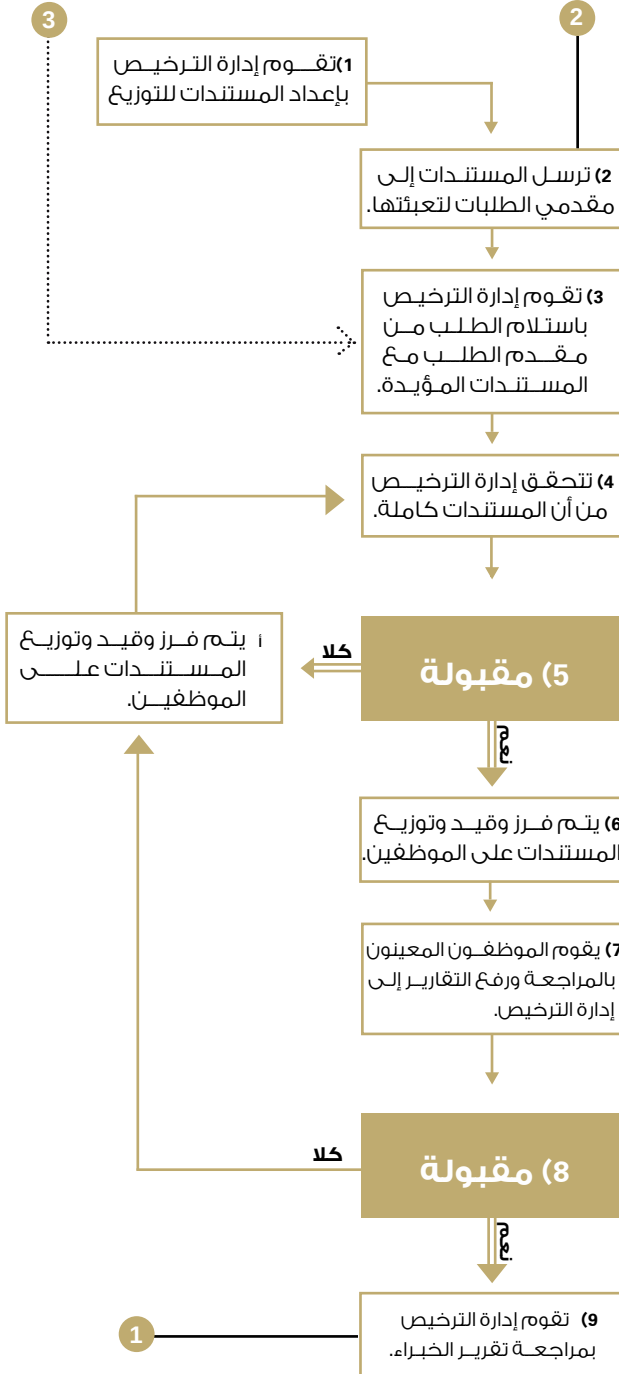 3
2
1) تقوم إدارة الترخيص
بإعداد المستندات للتوزيع
2) ترسل المستندات إلى
مقدمي الطلبات لتعبئتها.
3) تقوم إدارة الترخيص
باستلام الطلب من
مقدم الطلب مع
المستندات المؤيدة.
4) تتحقق إدارة الترخيص
من أن المستندات كاملة.
أ يتم فرز وقيد وتوزيع
المستندات على
الموظفين.
كلا
5) مقبولة
نعم
6) يتم فرز وقيد وتوزيع
المستندات على الموظفين.
7) يقوم الموظفون المعينون
بالمراجعة ورفع التقارير إلى
إدارة الترخيص.
كلا
8) مقبولة
نعم
9) تقوم إدارة الترخيص
بمراجعة تقرير الخبراء.
1